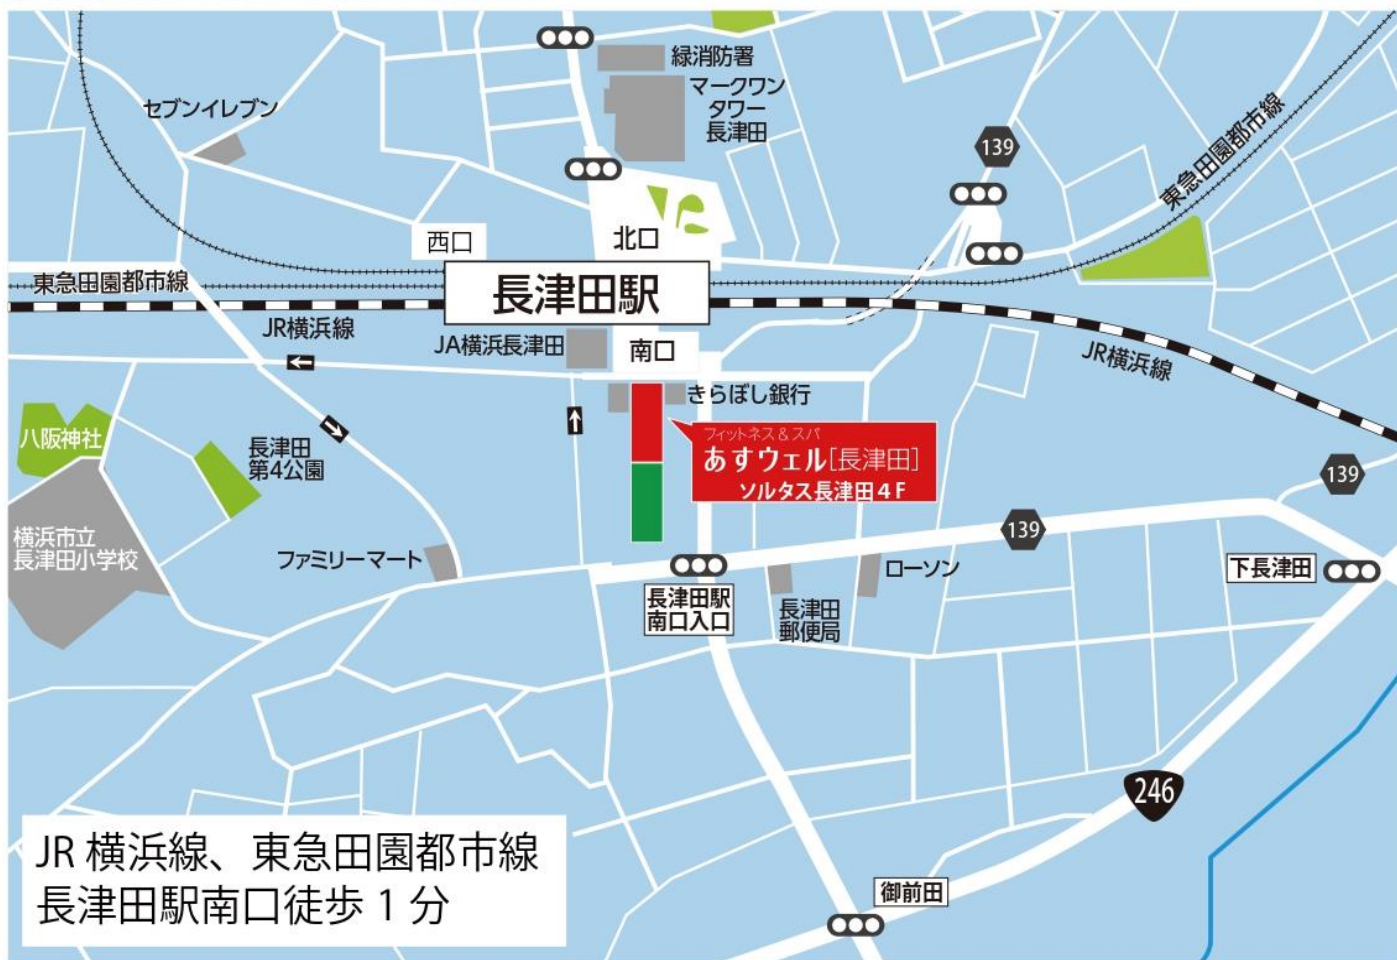 緑消防署
マークワン
タワー
長津田
セブンイレブン
139
東急田園都市線
西口
北口
東急田園都市線
長津田駅
JR横浜線
JA横浜長津田
南口
JR横浜線
きらぼし銀行
フィットネス＆スパ
あすウェル[長津田]
ソルタス長津田４F
八阪神社
長津田
第4公園
139
横浜市立
長津田小学校
ファミリーマート
139
ローソン
下長津田
長津田駅
南口入口
長津田
郵便局
246
御前田
JR 横浜線、東急田園都市線
長津田駅南口徒歩 1 分